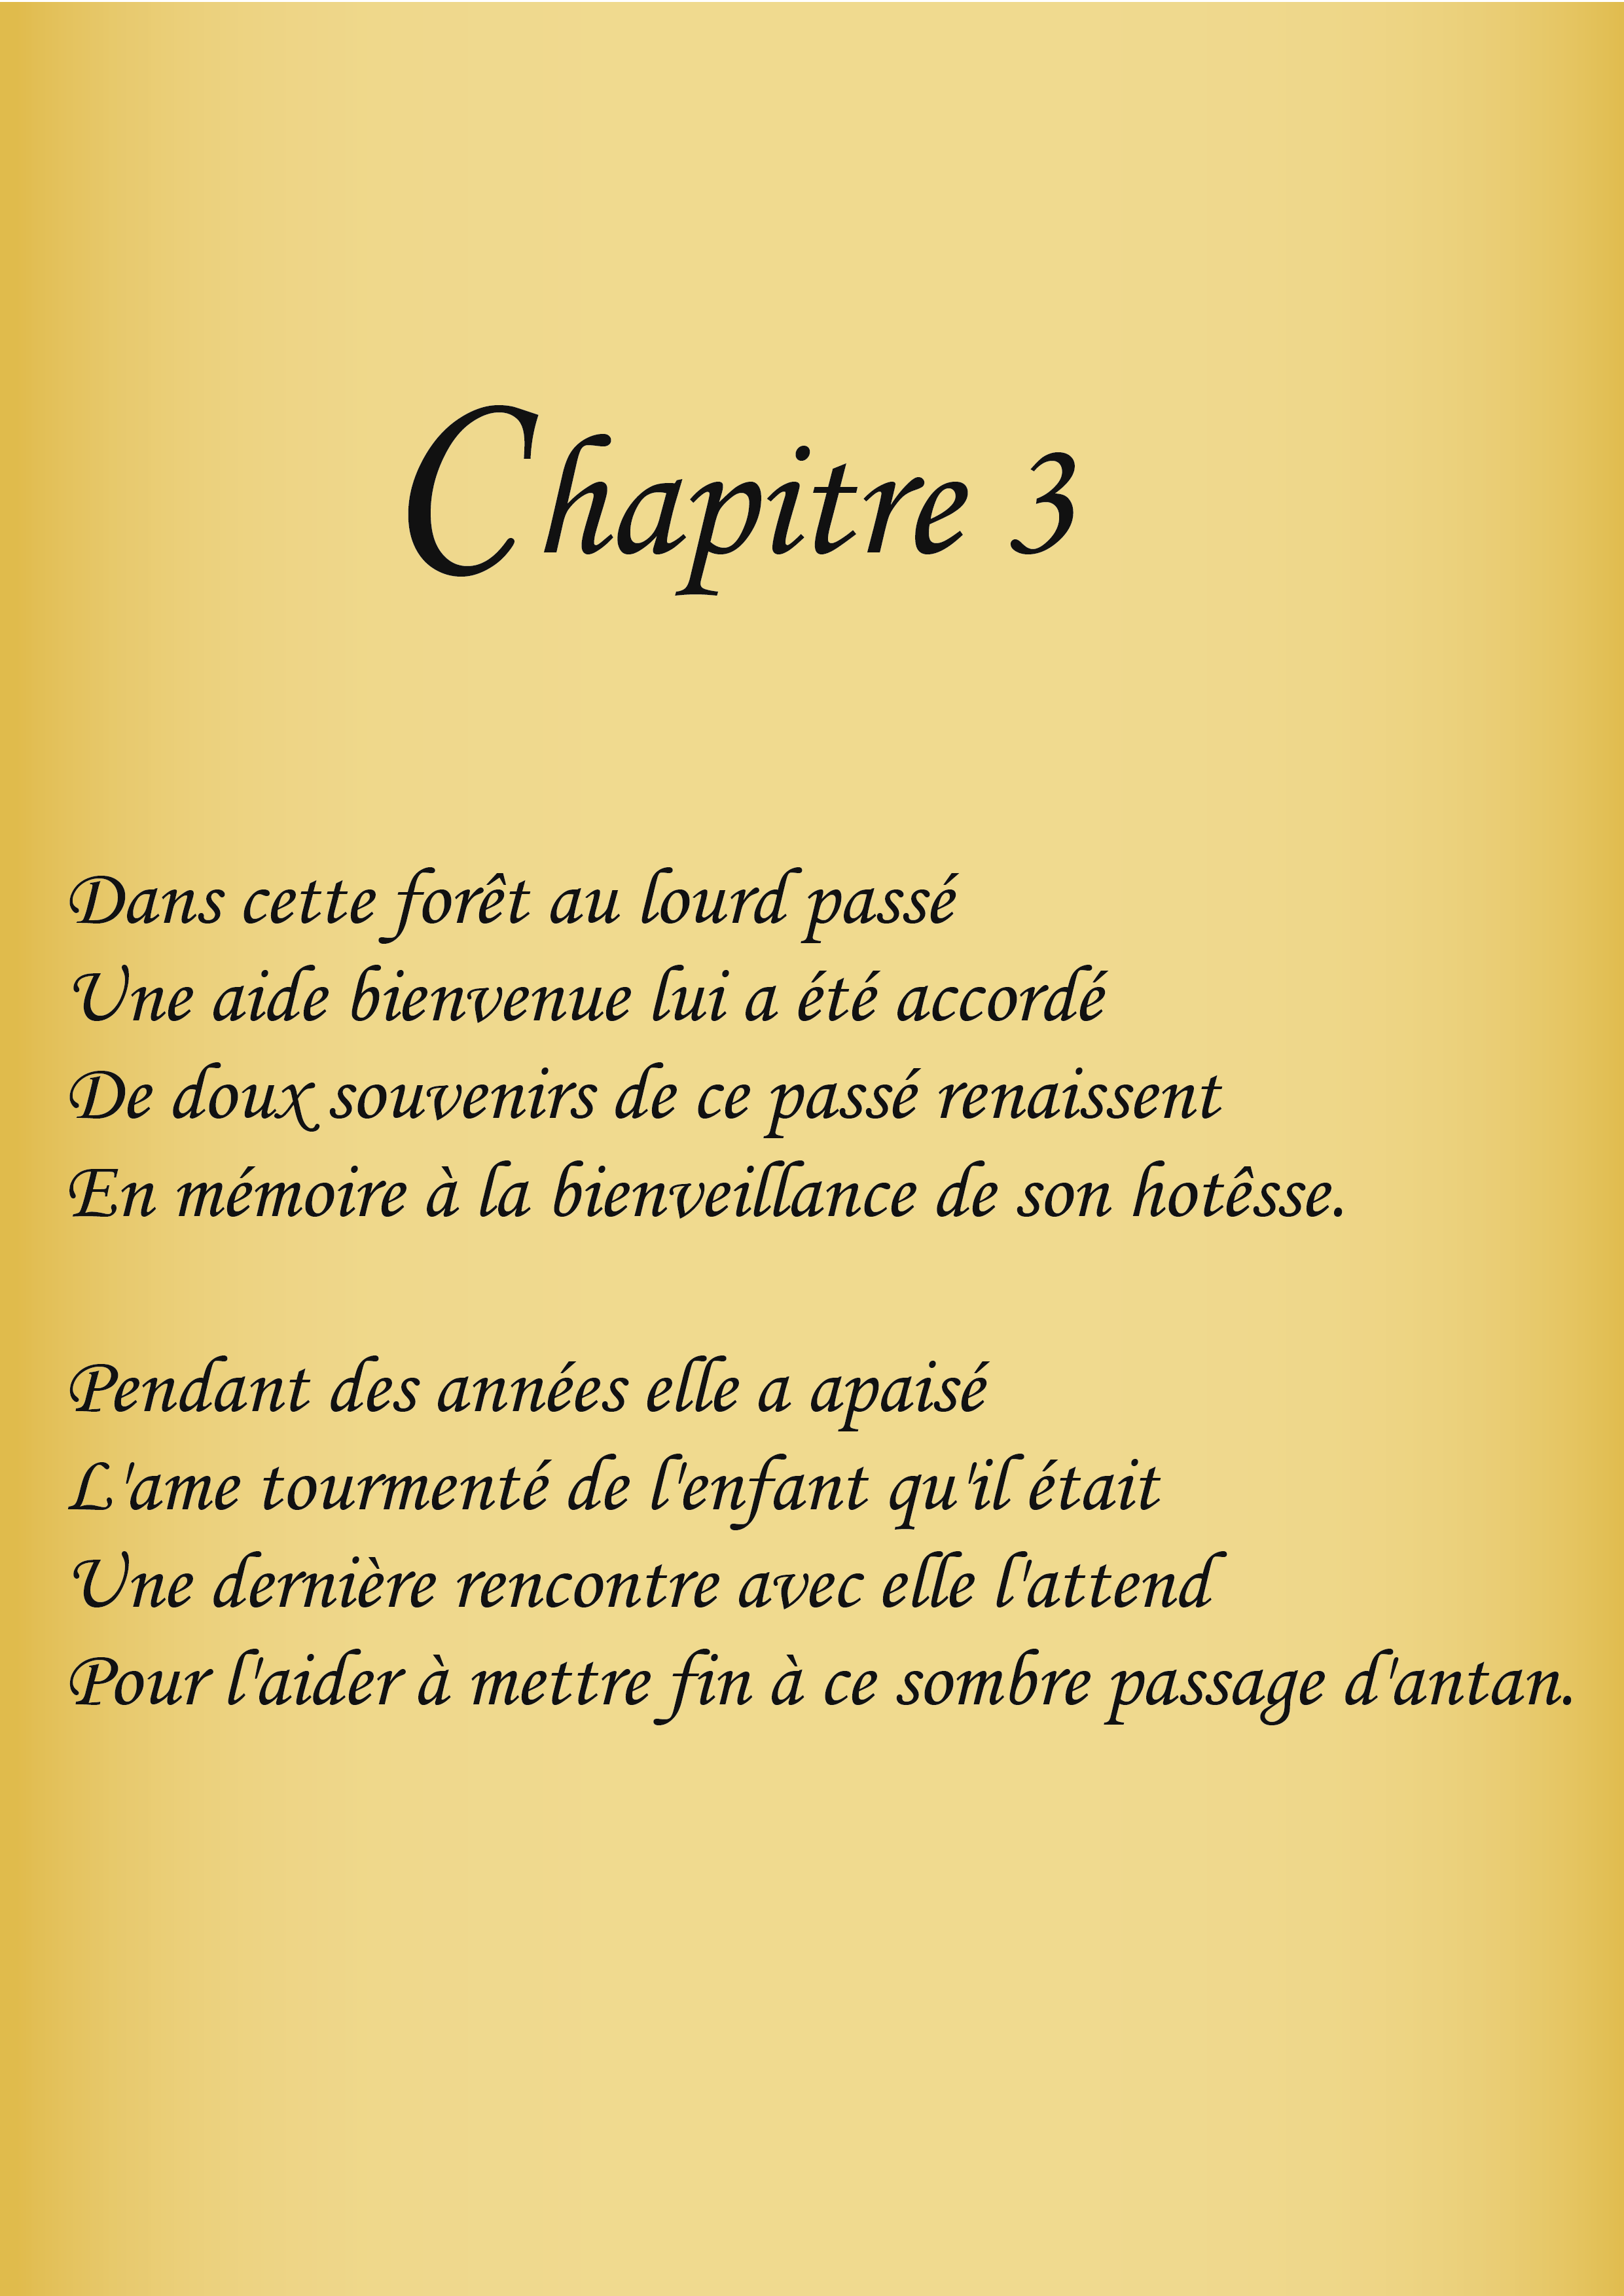 Chapitre 3
Dans cette forêt au lourd passé
Une aide bienvenue lui a été accordé
De doux souvenirs de ce passé renaissent
En mémoire à la bienveillance de son hotêsse.
Pendant des années elle a apaisé
L'ame tourmenté de l'enfant qu'il était
Une dernière rencontre avec elle l'attend
Pour l'aider à mettre fin à ce sombre passage d'antan.